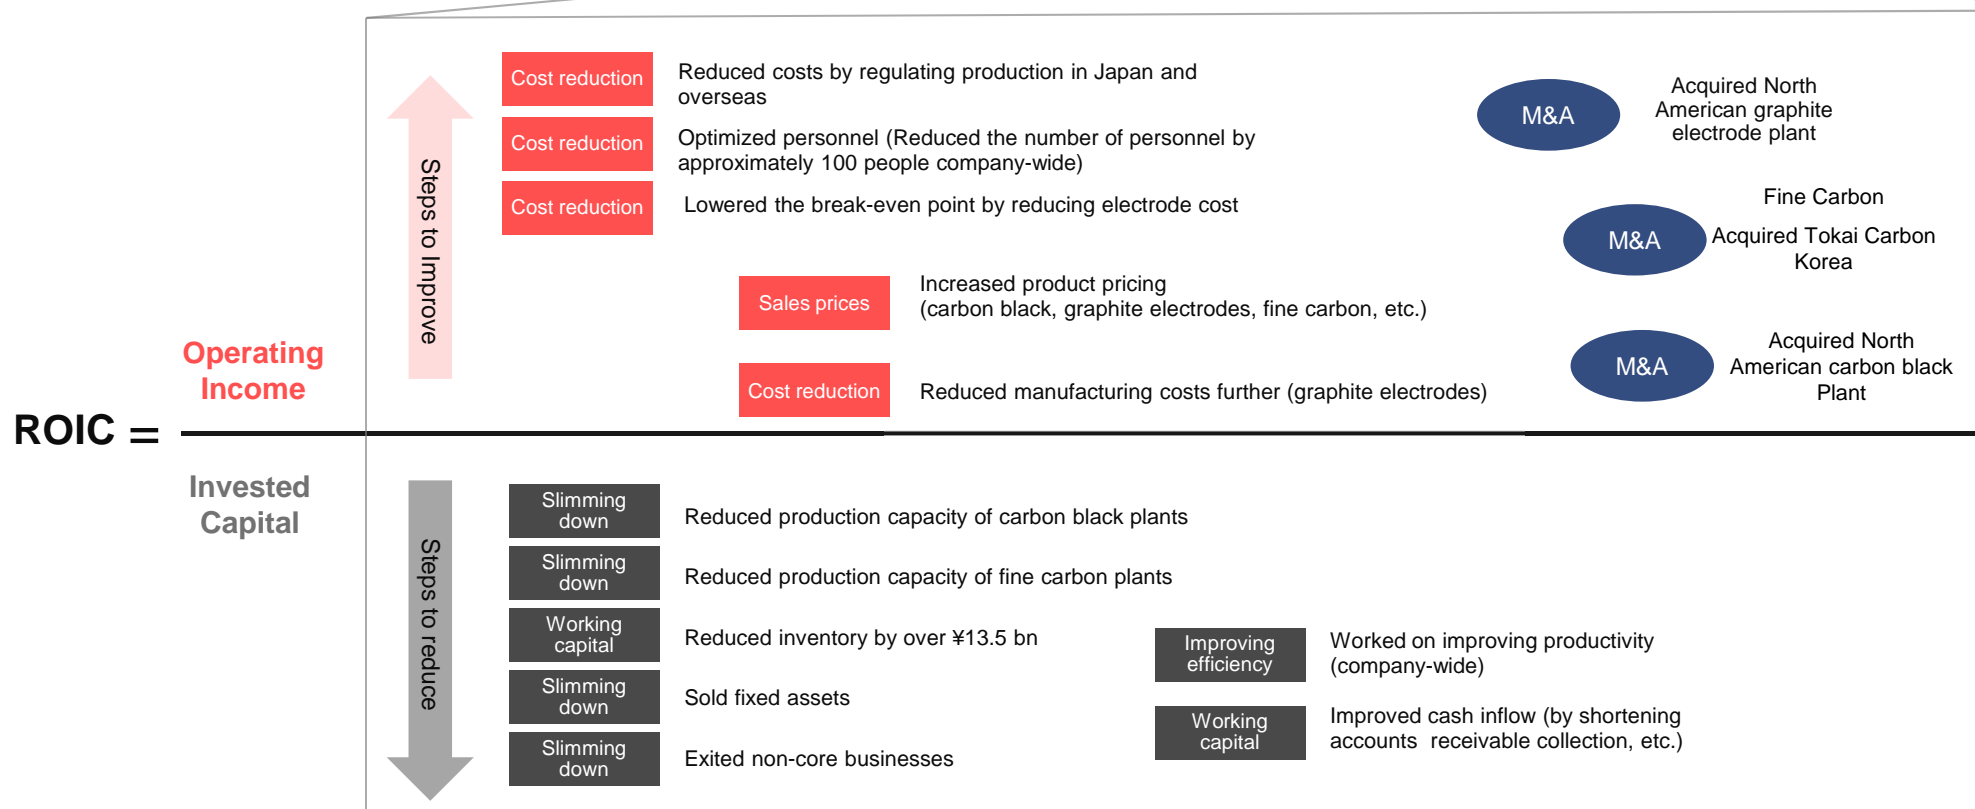 ROIC =
Operating
Income
Invested
Capital
Steps to Improve
Cost reduction
Reduced costs by regulating production in Japan and
overseas
Cost reduction
Optimized personnel (Reduced the number of personnel by
approximately 100 people company-wide)
Cost reduction
Lowered the break-even point by reducing electrode cost
Sales prices
Increased product pricing
(carbon black, graphite electrodes, fine carbon, etc.)
Cost reduction
Reduced manufacturing costs further (graphite electrodes)
M&A
Acquired North
American graphite
electrode plant
M&A
Fine Carbon
Acquired Tokai Carbon
Korea
M&A
Acquired North
American carbon black
Plant
Steps to reduce
Slimming
down
Reduced production capacity of carbon black plants
Slimming
down
Reduced production capacity of fine carbon plants
Working
capital
Reduced inventory by over ¥13.5 bn
Slimming
down
Sold fixed assets
Slimming
down
Exited non-core businesses
Improving
efficiency
Worked on improving productivity
(company-wide)
Working
capital
Improved cash inflow (by shortening
accounts  receivable collection, etc.)